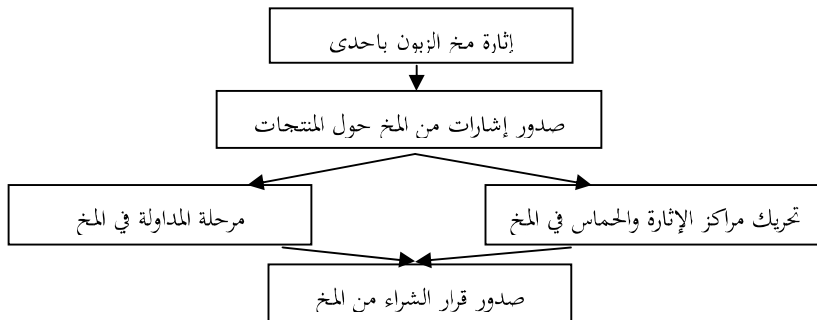 إثارة مخ الزبون باحدى
صدور إشارات من المخ حول المنتجات
تحريك مراكز الإثارة والحماس في المخ
مرحلة المداولة في المخ
صدور قرار الشراء من المخ